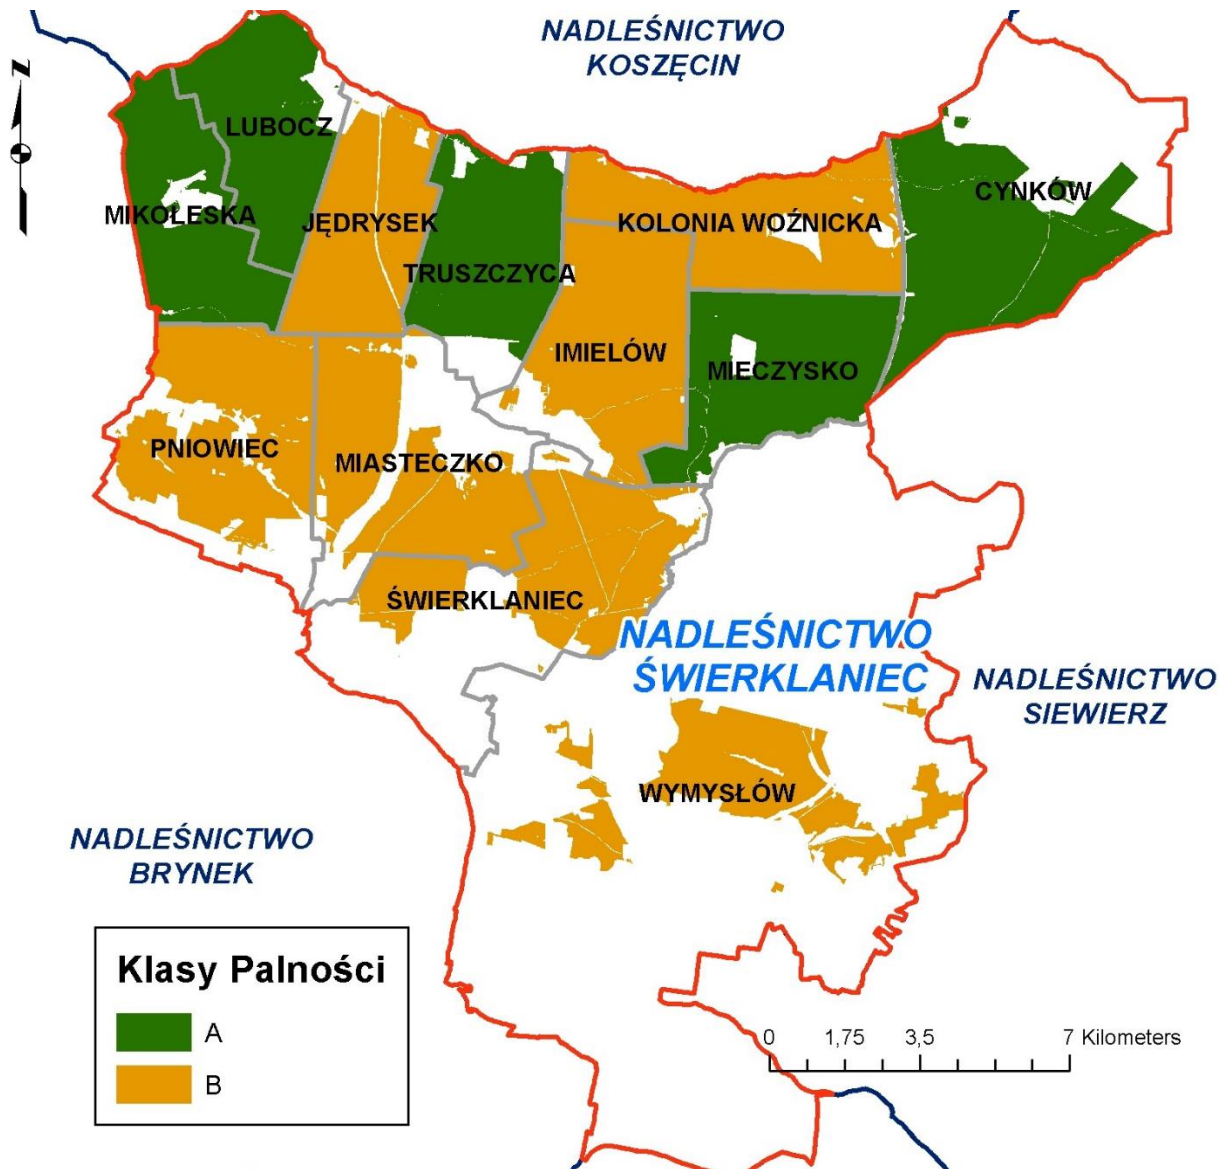 NADLEŚNICTWO
KOSZĘCIN
N
LUBOCZ
CYNKÓW
MIKOŁESKA
JĘDRYSEK
KOLONIA WOŹNICKA
TRUSZCZYCA
IMIELÓW
MIECZYSKO
PNIOWIEC
MIASTECZKO
ŚWIERKLANIEC
NADLEŚNICTWO
ŚWIERKLANIEC
NADLEŚNICTWO
SIEWIERZ
WYMYSŁÓW
NADLEŚNICTWO
BRYNEK
Klasy Palności
A
B
0 1,75 3,5 7 Kilometers